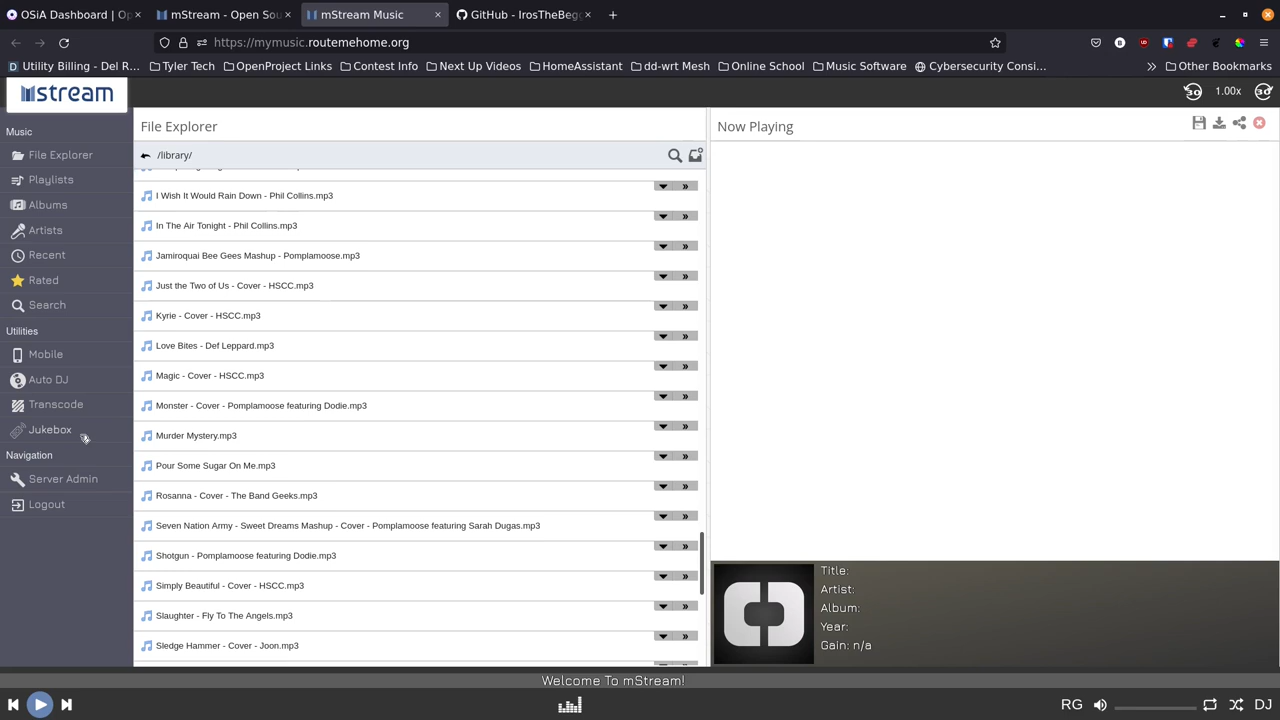 OSiA Dashboard | Op
mStream - Open Sou
mStream Music
GitHub - IrosTheBeg
https://mymusic.routemehome.org
Utility Billing - Del R…
Tyler Tech
OpenProject Links
Contest Info
Next Up Videos
HomeAssistant
dd-wrt Mesh
Online School
Music Software
Cybersecurity Consi…
Other Bookmarks
mstream
30
1.00x
30
Music
File Explorer
Playlists
Albums
Artists
Recent
Rated
Search
Utilities
Mobile
Auto DJ
Transcode
Jukebox
Navigation
Server Admin
Logout
File Explorer
/library/
I Wish It Would Rain Down - Phil Collins.mp3
In The Air Tonight - Phil Collins.mp3
Jamiroquai Bee Gees Mashup - Pomplamoose.mp3
Just the Two of Us - Cover - HSCC.mp3
Kyrie - Cover - HSCC.mp3
Love Bites - Def Leppard.mp3
Magic - Cover - HSCC.mp3
Monster - Cover - Pomplamoose featuring Dodie.mp3
Murder Mystery.mp3
Pour Some Sugar On Me.mp3
Rosanna - Cover - The Band Geeks.mp3
Seven Nation Army - Sweet Dreams Mashup - Cover - Pomplamoose featuring Sarah Dugas.mp3
Shotgun - Pomplamoose featuring Dodie.mp3
Simply Beautiful - Cover - HSCC.mp3
Slaughter - Fly To The Angels.mp3
Sledge Hammer - Cover - Joon.mp3
Now Playing
Title:
Artist:
Album:
Year:
Gain: n/a
Welcome To mStream!
RG
DJ